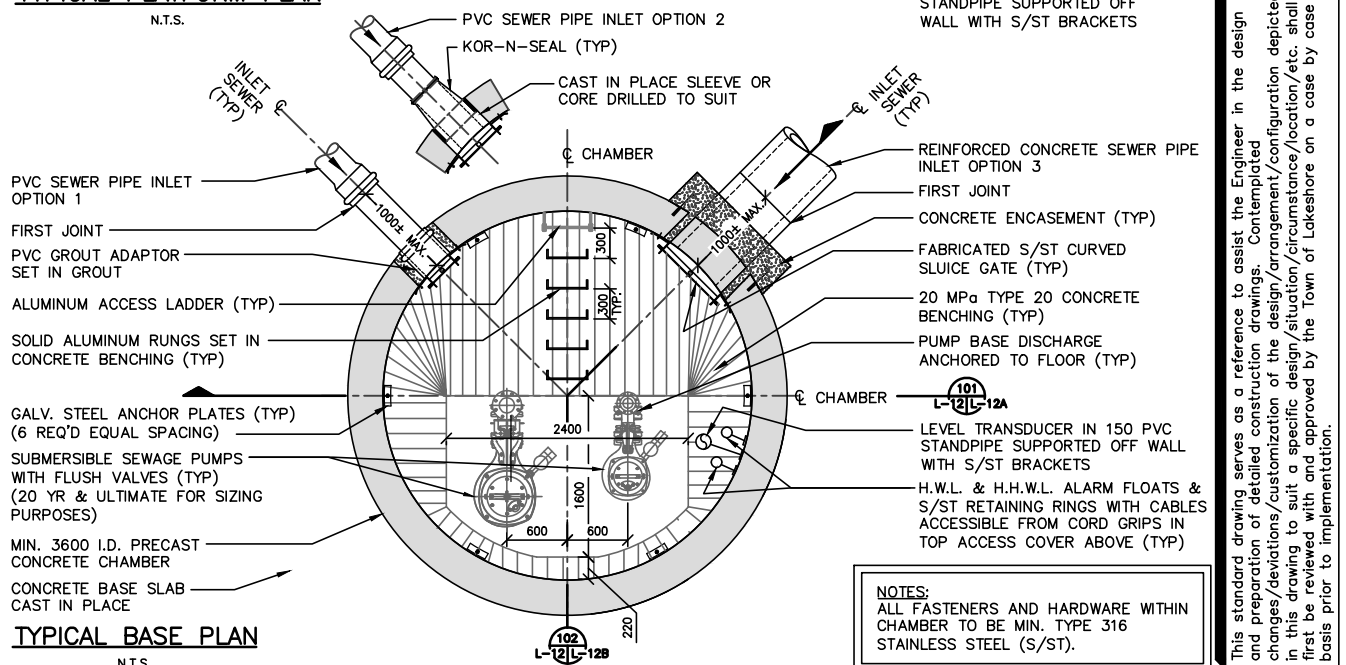 TYPICAL PLATFORM PLAN
N.T.S.
PVC SEWER PIPE INLET OPTION 2
KOR-N-SEAL (TYP)
CAST IN PLACE SLEEVE OR
CORE DRILLED TO SUIT
STANDPIPE SUPPORTED OFF
WALL WITH S/ST BRACKETS
INLET
SEWER
(TYP)
℄
℄ CHAMBER
℄ INLET
SEWER
(TYP)
PVC SEWER PIPE INLET
OPTION 1
FIRST JOINT
PVC GROUT ADAPTOR
SET IN GROUT
ALUMINUM ACCESS LADDER (TYP)
SOLID ALUMINUM RUNGS SET IN
CONCRETE BENCHING (TYP)
GALV. STEEL ANCHOR PLATES (TYP)
(6 REQ'D EQUAL SPACING)
SUBMERSIBLE SEWAGE PUMPS
WITH FLUSH VALVES (TYP)
(20 YR & ULTIMATE FOR SIZING
PURPOSES)
MIN. 3600 I.D. PRECAST
CONCRETE CHAMBER
CONCRETE BASE SLAB
CAST IN PLACE
TYPICAL BASE PLAN
N.T.S.
1000± MAX.
1000± MAX.
300
300
TYP.
2400
1600
600
600
220
102
L-12
L-12B
REINFORCED CONCRETE SEWER PIPE
INLET OPTION 3
FIRST JOINT
CONCRETE ENCASEMENT (TYP)
FABRICATED S/ST CURVED
SLUICE GATE (TYP)
20 MPa TYPE 20 CONCRETE
BENCHING (TYP)
PUMP BASE DISCHARGE
ANCHORED TO FLOOR (TYP)
℄ CHAMBER
101
L-12
L-12A
LEVEL TRANSDUCER IN 150 PVC
STANDPIPE SUPPORTED OFF WALL
WITH S/ST BRACKETS
H.W.L. & H.H.W.L. ALARM FLOATS &
S/ST RETAINING RINGS WITH CABLES
ACCESSIBLE FROM CORD GRIPS IN
TOP ACCESS COVER ABOVE (TYP)
NOTES:
ALL FASTENERS AND HARDWARE WITHIN
CHAMBER TO BE MIN. TYPE 316
STAINLESS STEEL (S/ST).
This standard drawing serves as a reference to assist the Engineer in the design
and preparation of detailed construction drawings. Contemplated
changes/deviations/customization of the design/arrangement/configuration depicted
in this drawing to suit a specific design/situation/circumstance/location/etc. shall
first be reviewed with and approved by the Town of Lakeshore on a case by case
basis prior to implementation.